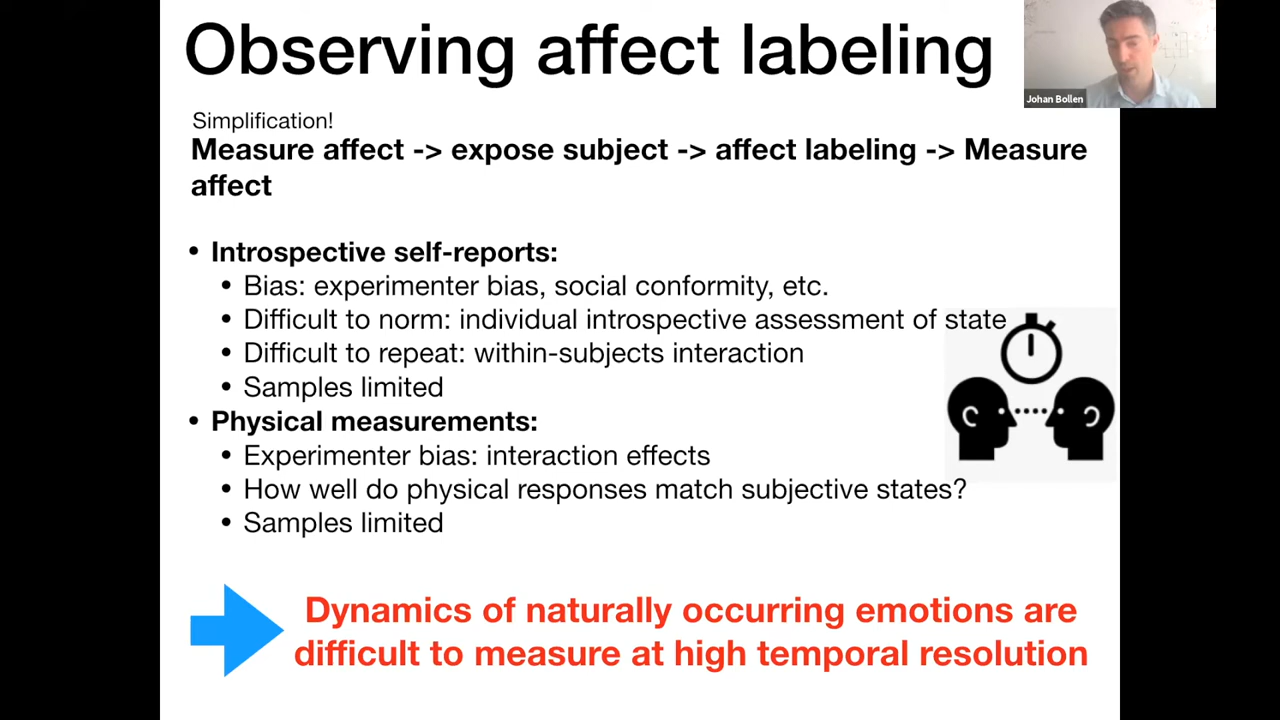 Observing affect labeling
Johan Bollen
Simplification!
Measure affect -> expose subject -> affect labeling -> Measure
affect
• Introspective self-reports:
• Bias: experimenter bias, social conformity, etc.
• Difficult to norm: individual introspective assessment of state
• Difficult to repeat: within-subjects interaction
• Samples limited
• Physical measurements:
• Experimenter bias: interaction effects
• How well do physical responses match subjective states?
• Samples limited
Dynamics of naturally occurring emotions are
difficult to measure at high temporal resolution